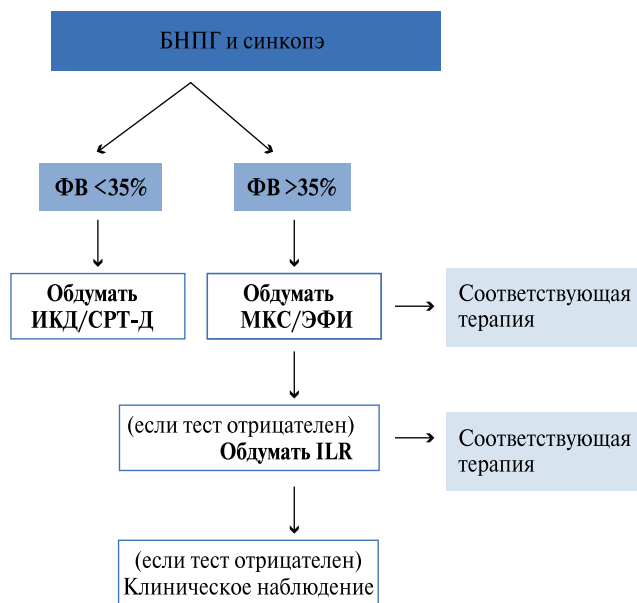 БНПГ и синкопэ
ФВ <35%
ФВ >35%
Обдумать
ИКД/СРТ-Д
Обдумать
МКС/ЭФИ
Соответствующая
терапия
(если тест отрицателен)
Обдумать ILR
Соответствующая
терапия
(если тест отрицателен)
Клиническое наблюдение